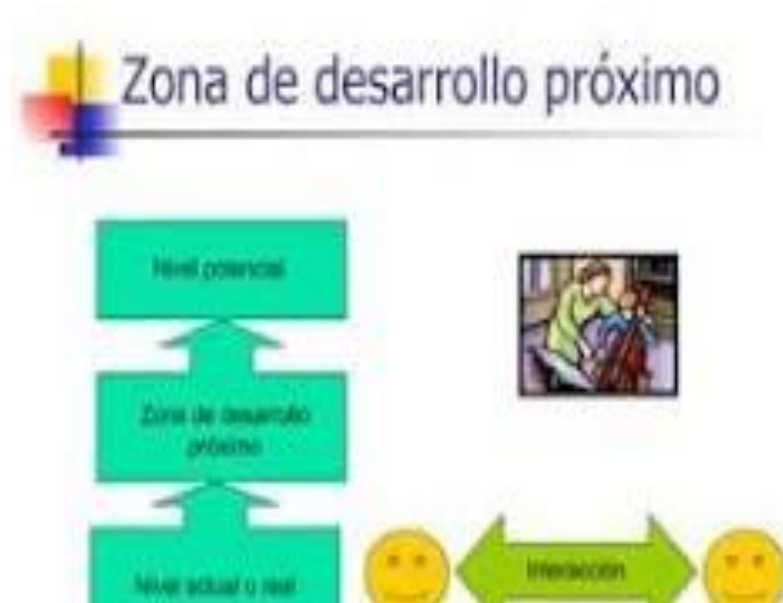 Zona de desarrollo próximo
Nivel potencial
Zona de desarrollo
próximo
Nivel actual o real
Interacción